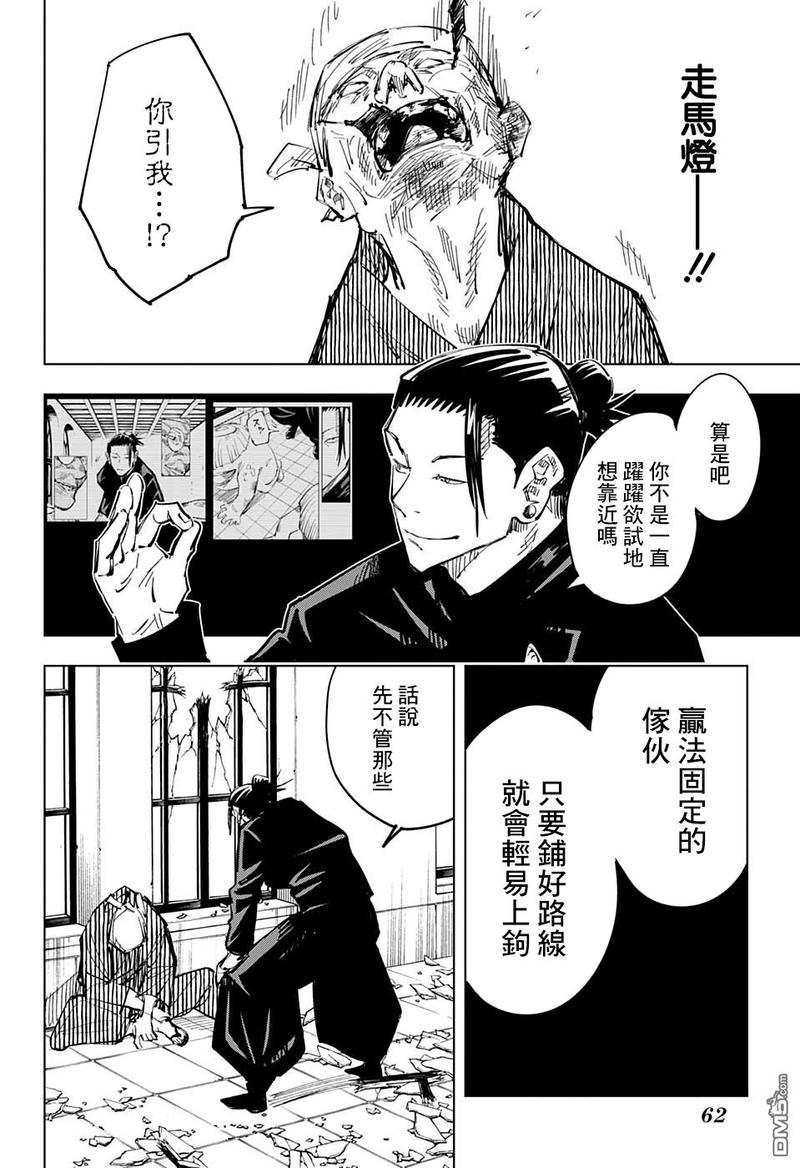 走馬燈——!!
你引我…!?
算是吧
你不是一直
躍躍欲試地
想靠近嗎
贏法固定的
傢伙
只要鋪好路線
就會輕易上鉤
話說
先不管那些
62
DM5.com